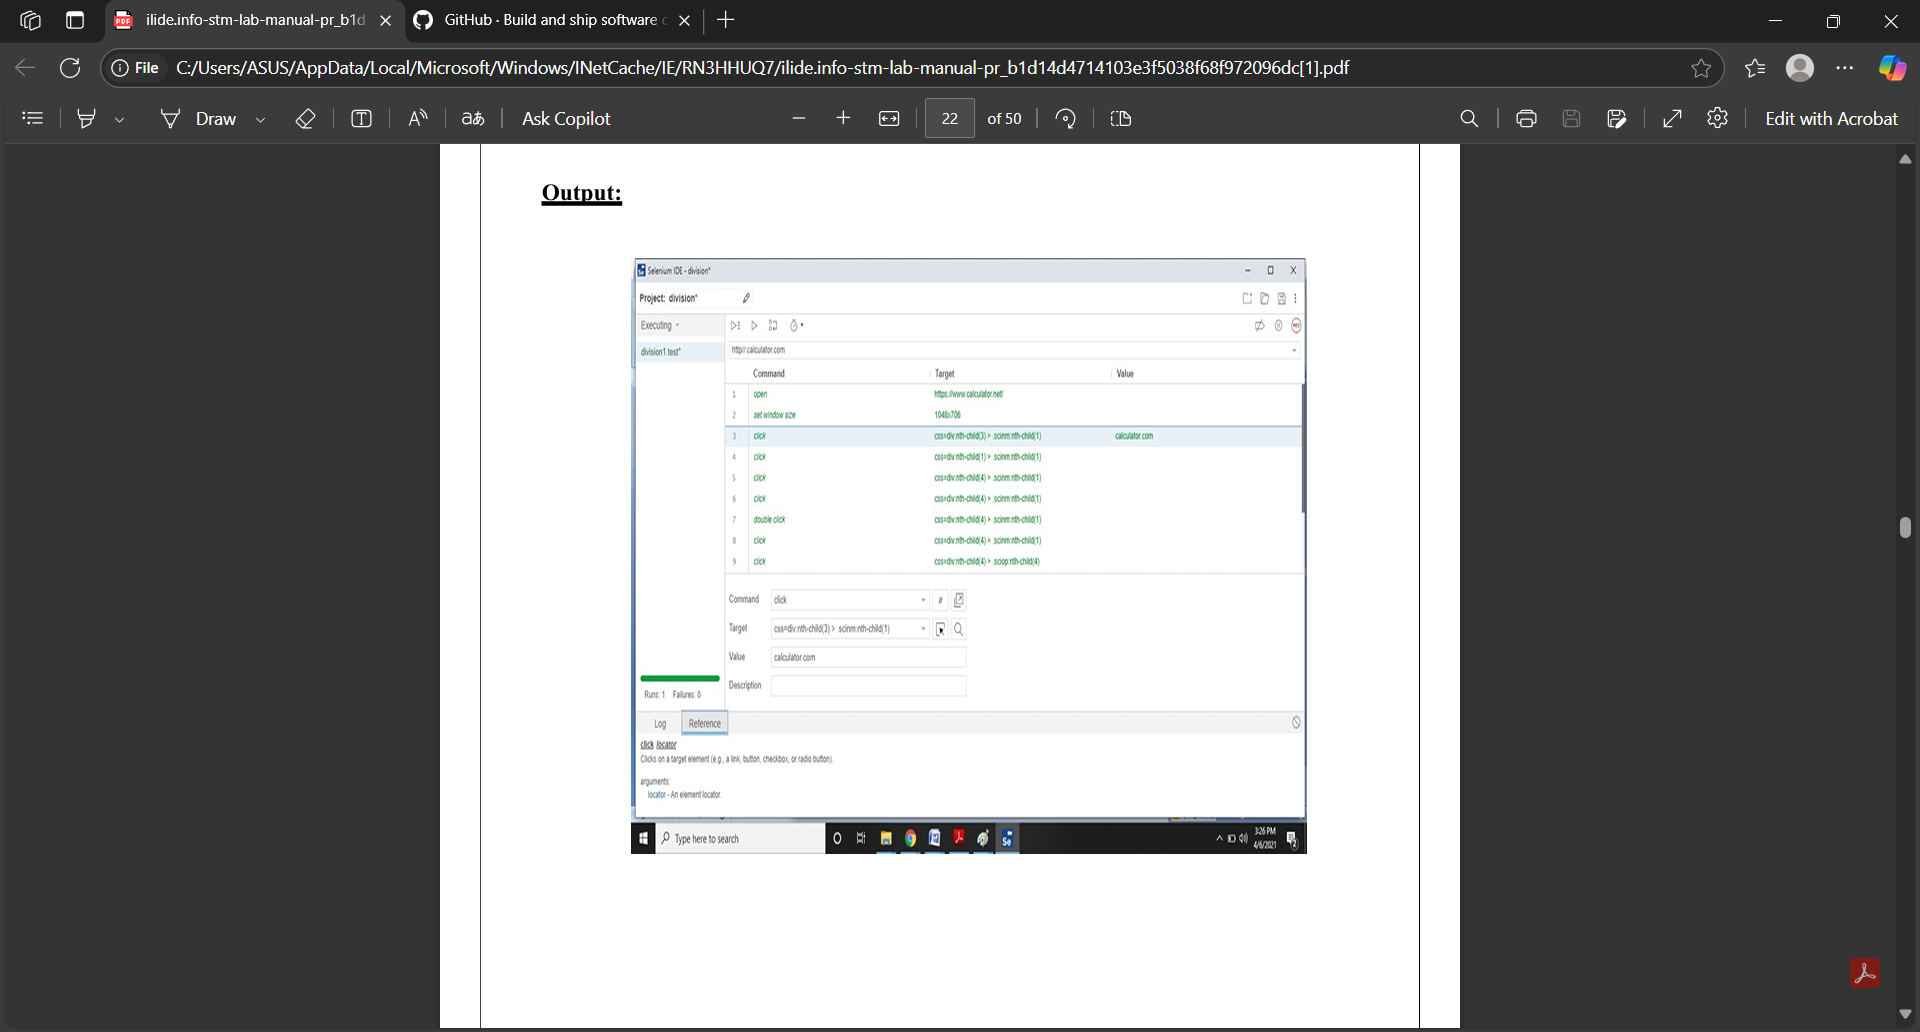 ilide.info-stm-lab-manual-pr_b1d
GitHub · Build and ship software
File
C:/Users/ASUS/AppData/Local/Microsoft/Windows/INetCache/IE/RN3HHUQ7/ilide.info-stm-lab-manual-pr_b1d14d4714103e3f5038f68f972096dc[1].pdf
Draw
Ask Copilot
22 of 50
Edit with Acrobat
Output:
Selenium IDE - division*
Project: division*
Executing
division1.test*
http//:calculator.com
Command Target Value
1 open https://www.calculator.net/
2 set window size 1048x706
3 click css=div:nth-child(3) > .scinm:nth-child(1) calculator.com
4 click css=div:nth-child(1) > .scinm:nth-child(1)
5 click css=div:nth-child(4) > .scinm:nth-child(1)
6 click css=div:nth-child(4) > .scinm:nth-child(1)
7 double click css=div:nth-child(4) > .scinm:nth-child(1)
8 click css=div:nth-child(4) > .scinm:nth-child(1)
9 click css=div:nth-child(4) > .sciop:nth-child(4)
Command click //
Target css=div:nth-child(3) > .scinm:nth-child(1)
Value calculator.com
Description
Runs: 1 Failures: 0
Log Reference
click locator
Clicks on a target element (e.g., a link, button, checkbox, or radio button).
arguments:
locator - An element locator.
Type here to search
3:26 PM
4/6/2021